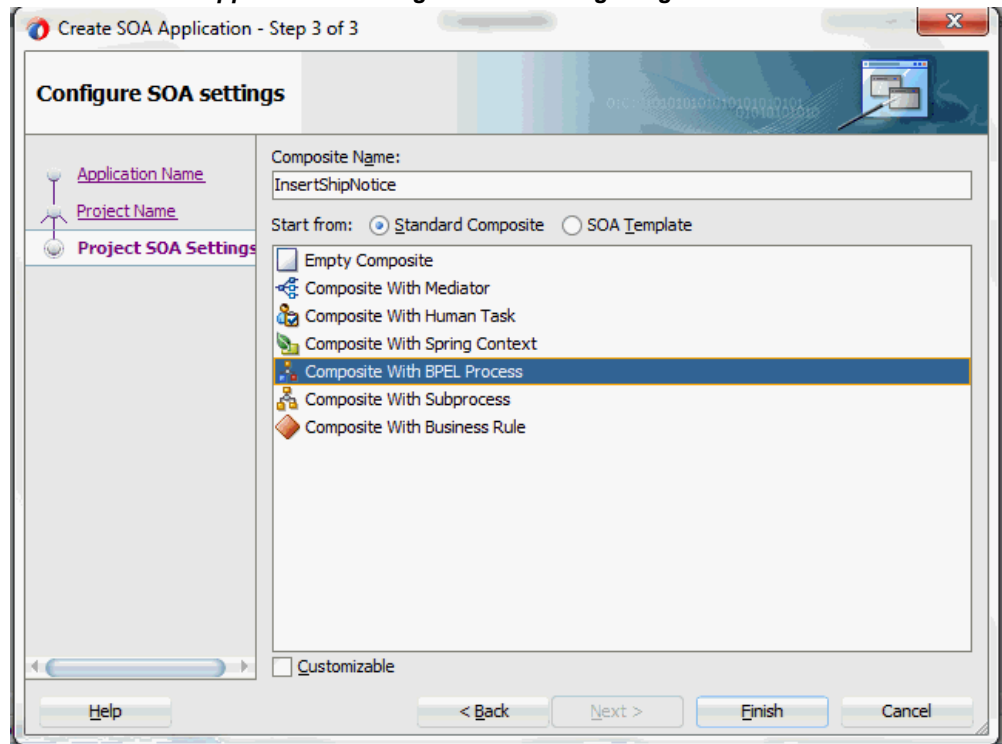 Create SOA Application - Step 3 of 3
Configure SOA settings
Application Name
Project Name
Project SOA Settings
Composite Name:
InsertShipNotice
Start from: Standard Composite SOA Template
Empty Composite
Composite With Mediator
Composite With Human Task
Composite With Spring Context
Composite With BPEL Process
Composite With Subprocess
Composite With Business Rule
Customizable
Help < Back Next > Finish Cancel